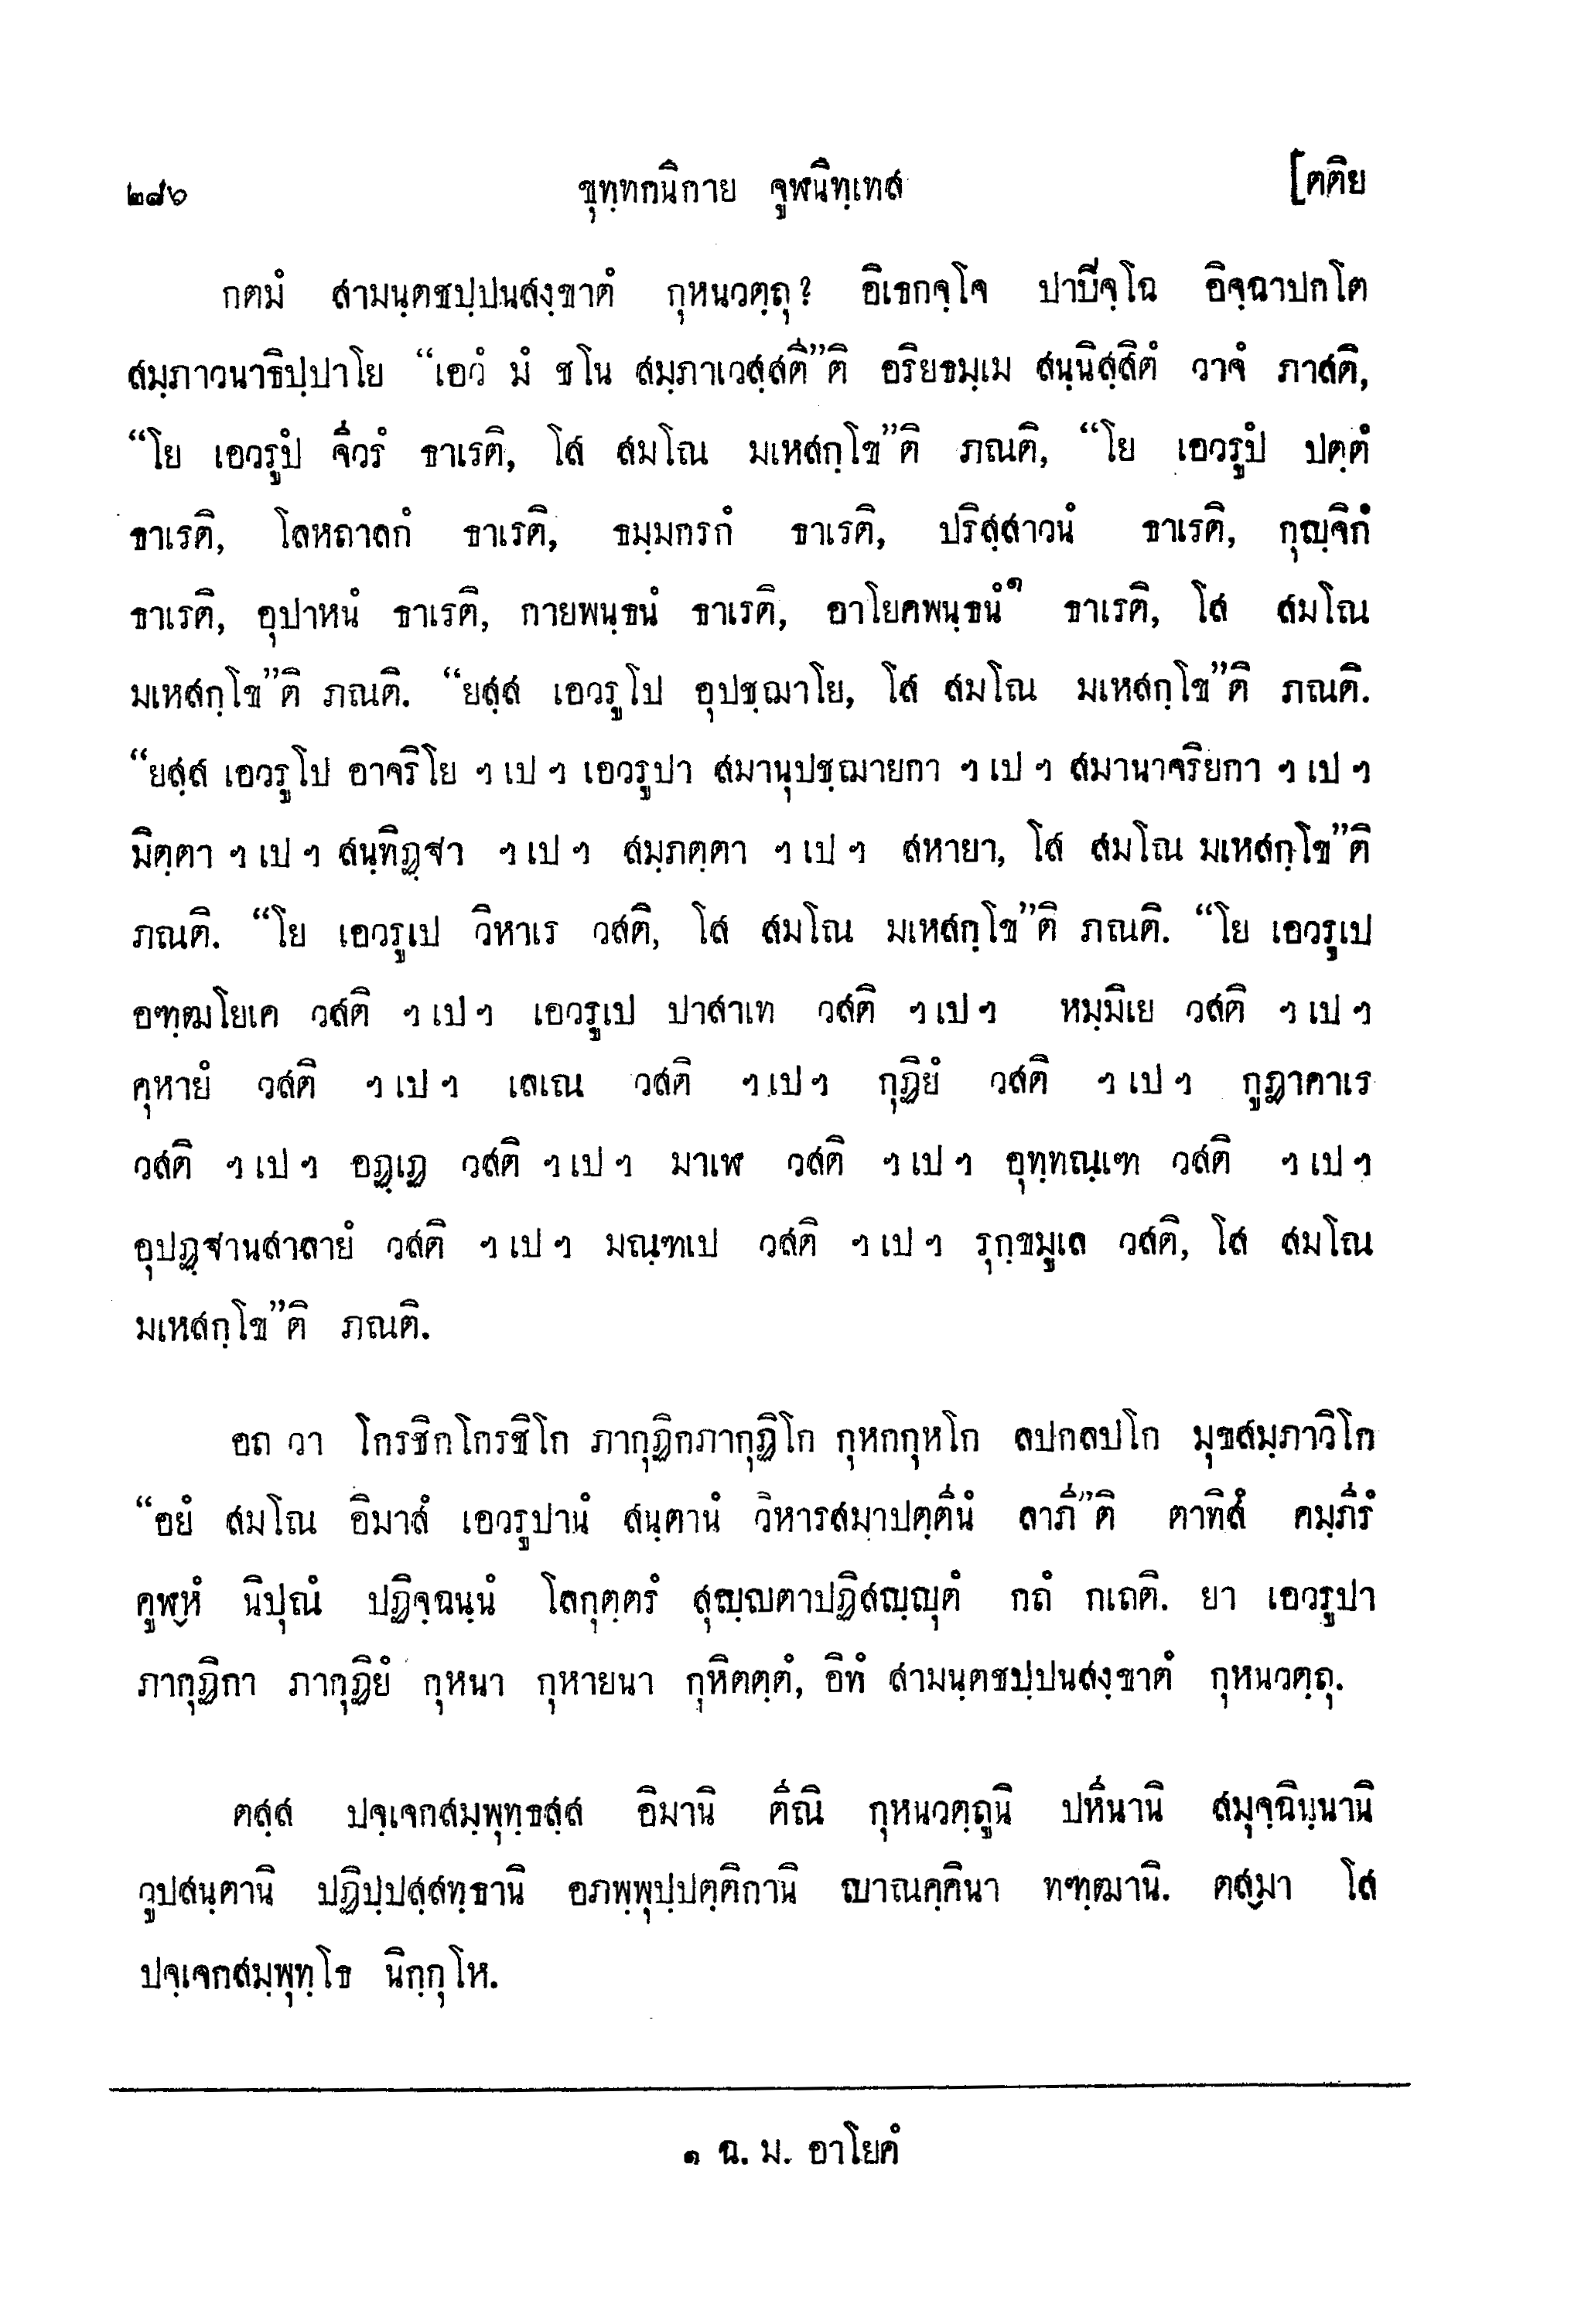 ๒๘๖ ขุทฺทกนิกาย จูฬนิทฺเทส [ตติย
กตมํ สามนฺตชปฺปนสงฺขาตํ กุหนวตฺถุ? อิเธกจฺโจ ปาปิจฺโฉ อิจฺฉาปกโต
สมฺภาวนาธิปฺปาโย “เอวํ มํ ชโน สมฺภาเวสฺสตี”ติ อริยธมฺเม สนฺนิสฺสิตํ วาจํ ภาสติ,
“โย เอวรูปํ จีวรํ ธาเรติ, โส สมโณ มเหสกฺโข”ติ ภณติ, “โย เอวรูปํ ปตฺตํ
ธาเรติ, โลหถาลกํ ธาเรติ, ธมฺมกรกํ ธาเรติ, ปริสฺสาวนํ ธาเรติ, กุญฺจิกํ
ธาเรติ, อุปาหนํ ธาเรติ, กายพนฺธนํ ธาเรติ, อาโยคพนฺธนํ๑ ธาเรติ, โส สมโณ
มเหสกฺโข”ติ ภณติ. “ยสฺส เอวรูโป อุปชฺฌาโย, โส สมโณ มเหสกฺโข”ติ ภณติ.
“ยสฺส เอวรูโป อาจริโย ฯ เป ฯ เอวรูปา สมานุปชฺฌายกา ฯ เป ฯ สมานาจริยกา ฯ เป ฯ
มิตฺตา ฯ เป ฯ สนฺทิฏฺฐา ฯ เป ฯ สมฺภตฺตา ฯ เป ฯ สหายา, โส สมโณ มเหสกฺโข”ติ
ภณติ. “โย เอวรูเป วิหาเร วสติ, โส สมโณ มเหสกฺโข”ติ ภณติ. “โย เอวรูเป
อฑฺฒโยเค วสติ ฯ เป ฯ เอวรูเป ปาสาเท วสติ ฯ เป ฯ หมฺมิเย วสติ ฯ เป ฯ
คุหายํ วสติ ฯ เป ฯ เลเณ วสติ ฯ เป ฯ กุฏิยํ วสติ ฯ เป ฯ กูฏาคาเร
วสติ ฯ เป ฯ อฏฺเฏ วสติ ฯ เป ฯ มาเฬ วสติ ฯ เป ฯ อุทฺทณฺเฑ วสติ ฯ เป ฯ
อุปฏฺฐานสาลายํ วสติ ฯ เป ฯ มณฺฑเป วสติ ฯ เป ฯ รุกฺขมูเล วสติ, โส สมโณ
มเหสกฺโข”ติ ภณติ.
อถ วา โกรชิกโกรชิโก ภากุฏิกภากุฏิโก กุหกกุหโก ลปกลปโก มุขสมฺภาวิโก
“อยํ สมโณ อิมาสํ เอวรูปานํ สนฺตานํ วิหารสมาปตฺตีนํ ลาภี”ติ ตาทิสํ คมฺภีรํ
คูฬฺหํ นิปุณํ ปฏิจฺฉนฺนํ โลกุตฺตรํ สุญฺญตาปฏิสญฺญุตํ กถํ กเถติ. ยา เอวรูปา
ภากุฏิกา ภากุฏิยํ กุหนา กุหายนา กุหิตตฺตํ, อิทํ สามนฺตชปฺปนสงฺขาตํ กุหนวตฺถุ.
ตสฺส ปจฺเจกสมฺพุทฺธสฺส อิมานิ ตีณิ กุหนวตฺถูนิ ปหีนานิ สมุจฺฉินฺนานิ
วูปสนฺตานิ ปฏิปฺปสฺสทฺธานิ อภพฺพุปฺปตฺติกานิ ญาณคฺคินา ทฑฺฒานิ. ตสฺมา โส
ปจฺเจกสมฺพุทฺโธ นิกฺกุโห.
๑ ฉ. ม. อาโยคํ